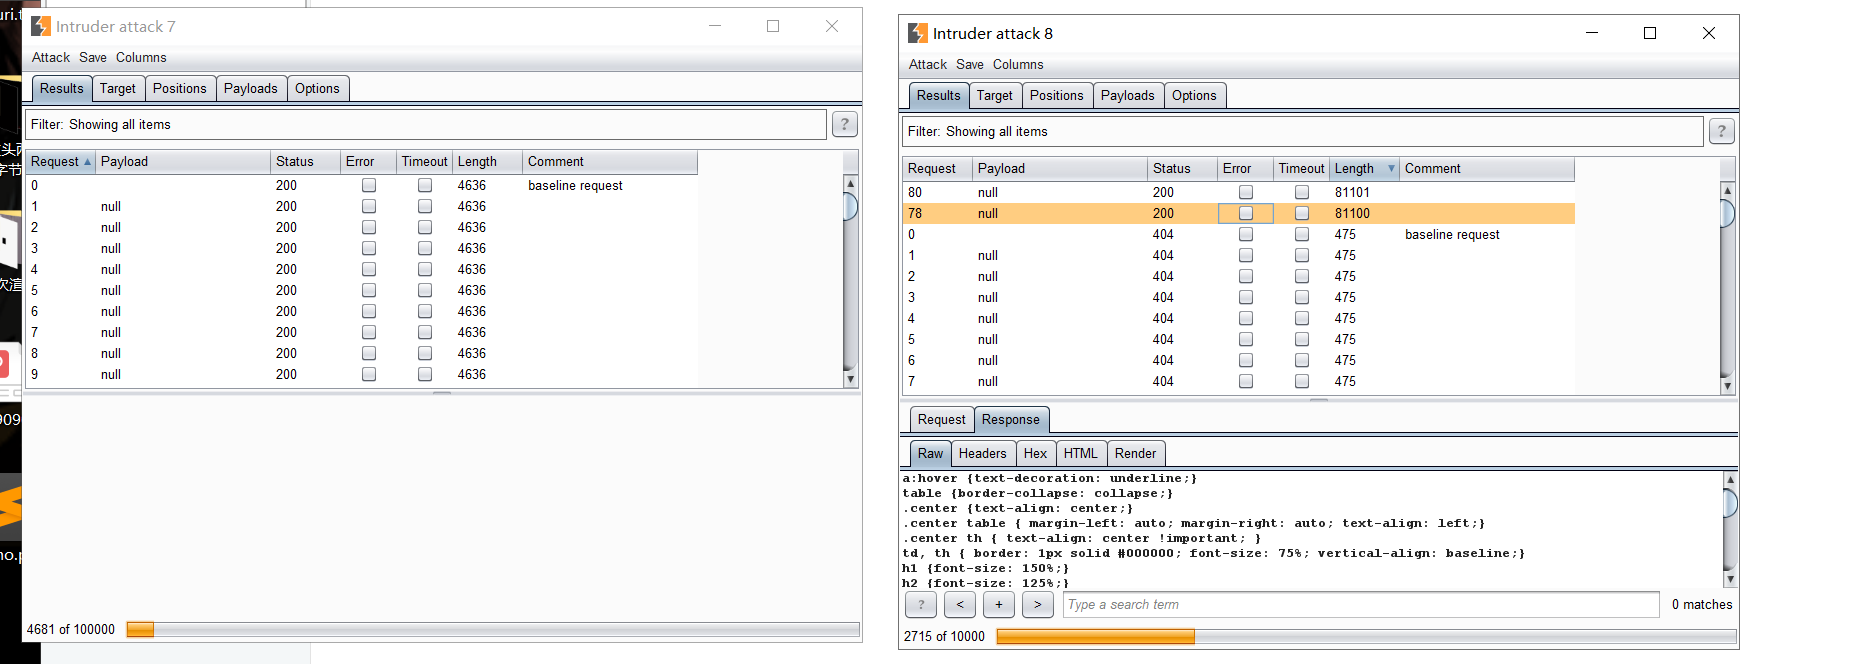 uri.t
头两
字节
欠渲
909
no.p
Intruder attack 7
Attack Save Columns
Results Target Positions Payloads Options
Filter: Showing all items ?
Request Payload Status Error Timeout Length Comment
0 200 4636 baseline request
1 null 200 4636
2 null 200 4636
3 null 200 4636
4 null 200 4636
5 null 200 4636
6 null 200 4636
7 null 200 4636
8 null 200 4636
9 null 200 4636
4681 of 100000
Intruder attack 8
Attack Save Columns
Results Target Positions Payloads Options
Filter: Showing all items ?
Request Payload Status Error Timeout Length Comment
80 null 200 81101
78 null 200 81100
0 404 475 baseline request
1 null 404 475
2 null 404 475
3 null 404 475
4 null 404 475
5 null 404 475
6 null 404 475
7 null 404 475
Request Response
Raw Headers Hex HTML Render
a:hover {text-decoration: underline;}
table {border-collapse: collapse;}
.center {text-align: center;}
.center table { margin-left: auto; margin-right: auto; text-align: left;}
.center th { text-align: center !important; }
td, th { border: 1px solid #000000; font-size: 75%; vertical-align: baseline;}
h1 {font-size: 150%;}
h2 {font-size: 125%;}
? < + > Type a search term 0 matches
2715 of 10000